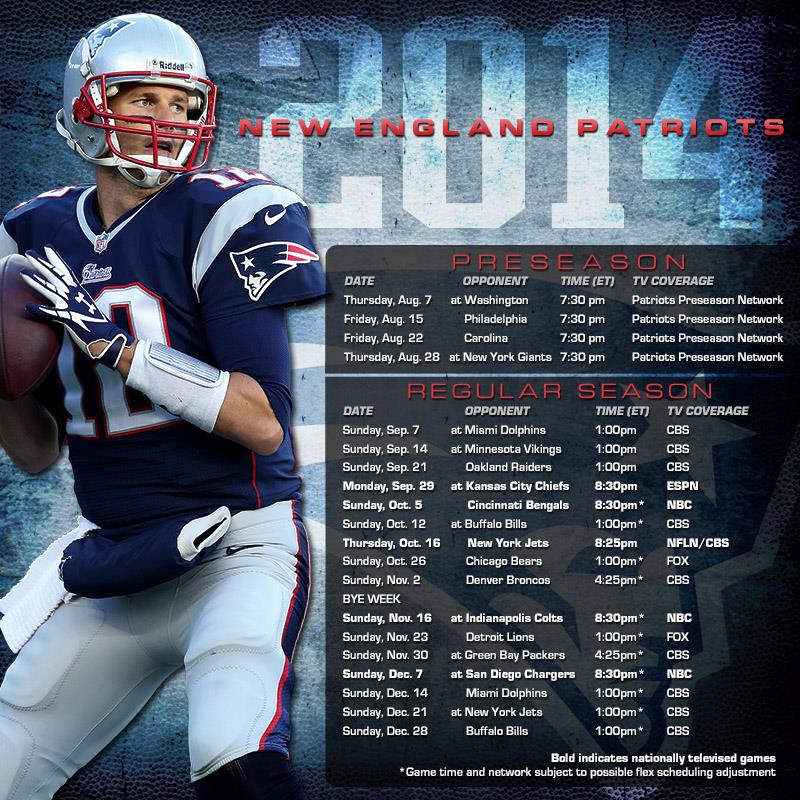 2014
NEW ENGLAND PATRIOTS
Riddell
12
Patriots
12
PRESEASON
DATE OPPONENT TIME (ET) TV COVERAGE
Thursday, Aug. 7 at Washington 7:30 pm Patriots Preseason Network
Friday, Aug. 15 Philadelphia 7:30 pm Patriots Preseason Network
Friday, Aug. 22 Carolina 7:30 pm Patriots Preseason Network
Thursday, Aug. 28 at New York Giants 7:30 pm Patriots Preseason Network
REGULAR SEASON
DATE OPPONENT TIME (ET) TV COVERAGE
Sunday, Sep. 7 at Miami Dolphins 1:00pm CBS
Sunday, Sep. 14 at Minnesota Vikings 1:00pm CBS
Sunday, Sep. 21 Oakland Raiders 1:00pm CBS
Monday, Sep. 29 at Kansas City Chiefs 8:30pm ESPN
Sunday, Oct. 5 Cincinnati Bengals 8:30pm* NBC
Sunday, Oct. 12 at Buffalo Bills 1:00pm* CBS
Thursday, Oct. 16 New York Jets 8:25pm NFLN/CBS
Sunday, Oct. 26 Chicago Bears 1:00pm* FOX
Sunday, Nov. 2 Denver Broncos 4:25pm* CBS
BYE WEEK
Sunday, Nov. 16 at Indianapolis Colts 8:30pm* NBC
Sunday, Nov. 23 Detroit Lions 1:00pm* FOX
Sunday, Nov. 30 at Green Bay Packers 4:25pm* CBS
Sunday, Dec. 7 at San Diego Chargers 8:30pm* NBC
Sunday, Dec. 14 Miami Dolphins 1:00pm* CBS
Sunday, Dec. 21 at New York Jets 1:00pm* CBS
Sunday, Dec. 28 Buffalo Bills 1:00pm* CBS
Bold indicates nationally televised games
*Game time and network subject to possible flex scheduling adjustment